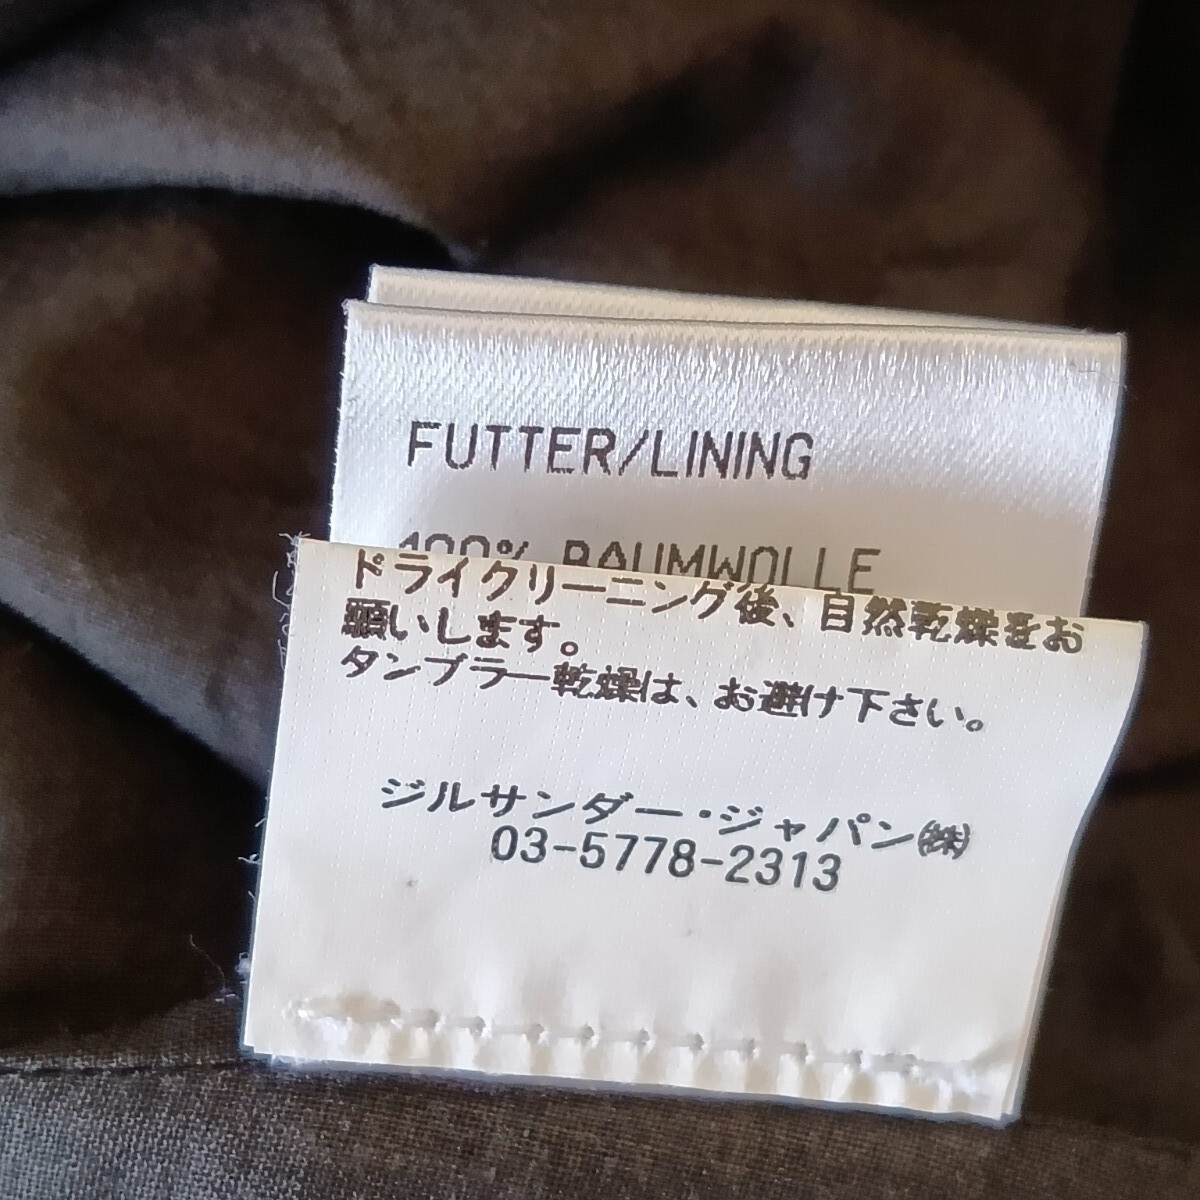 FUTTER/LINING
100% BAUMWOLLE
ドライクリーニング後、自然乾燥をお
願いします。
タンブラー乾燥は、お避け下さい。
ジルサンダー・ジャパン㈱
03-5778-2313